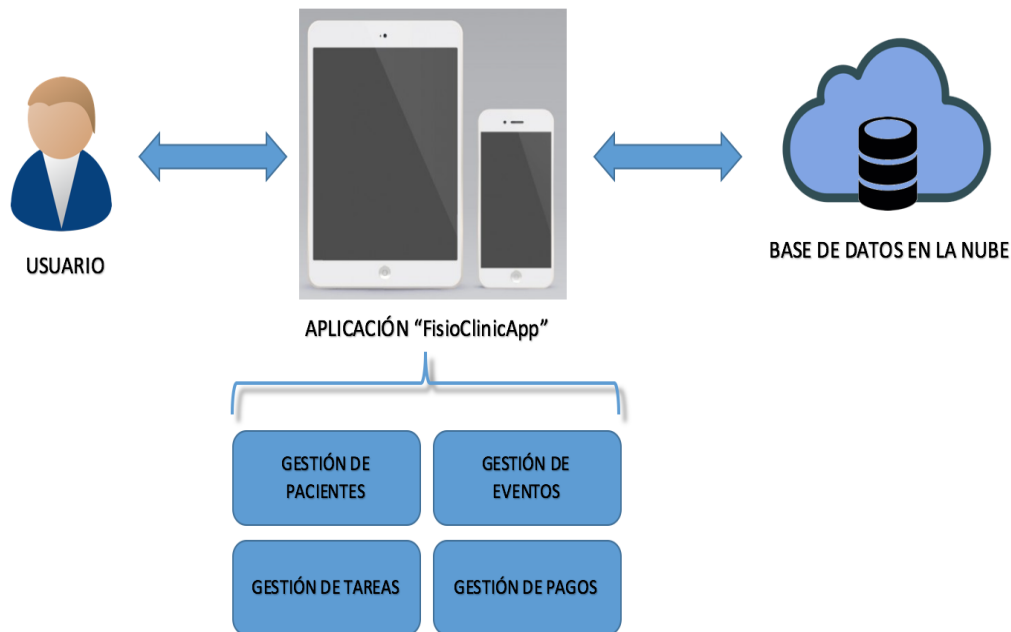 USUARIO
BASE DE DATOS EN LA NUBE
APLICACIÓN “FisioClinicApp”
GESTIÓN DE
PACIENTES
GESTIÓN DE
EVENTOS
GESTIÓN DE TAREAS
GESTIÓN DE PAGOS